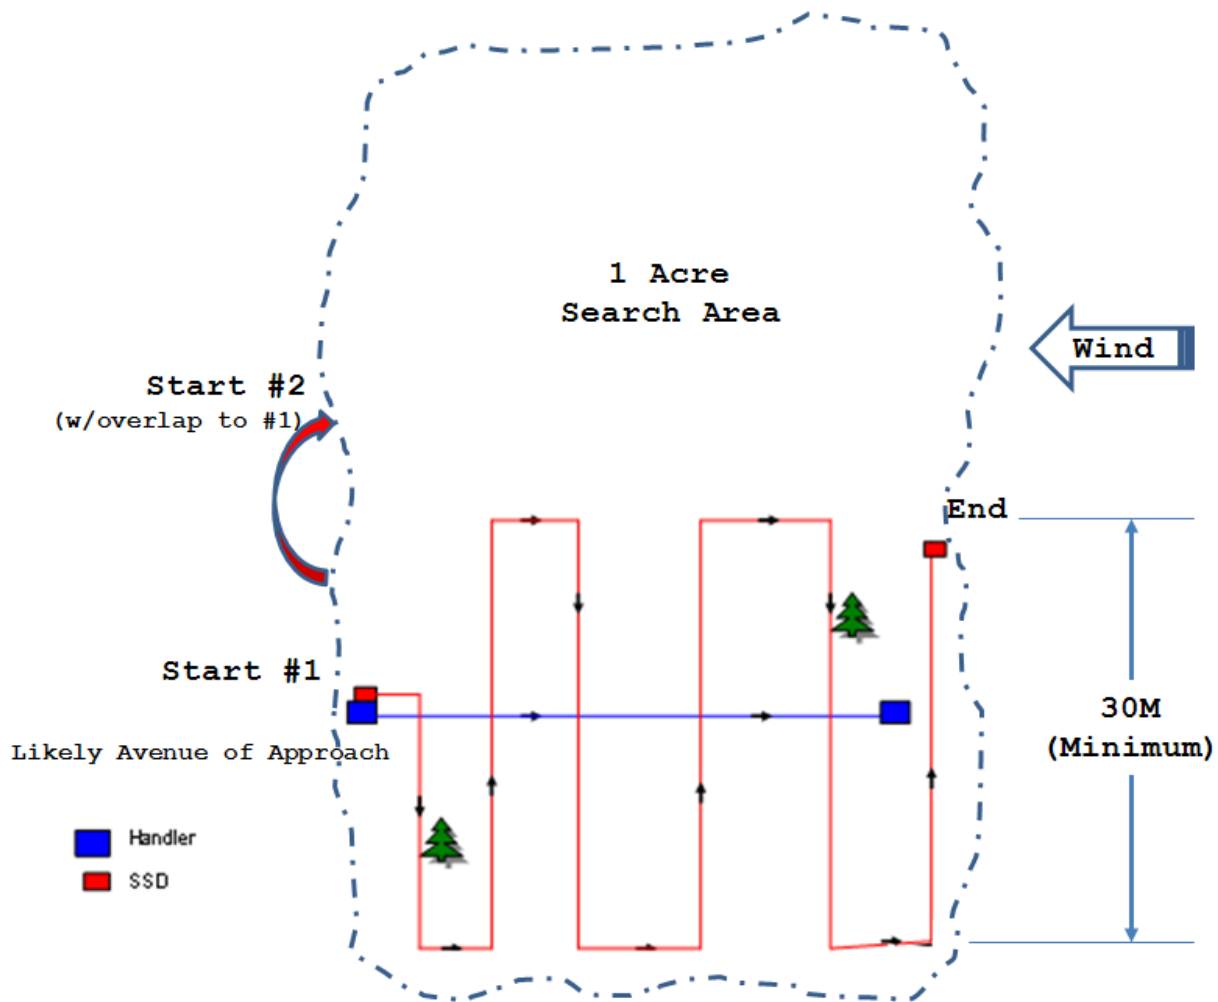 1 Acre
Search Area
Wind
Start #2
(w/overlap to #1)
End
Start #1
30M
(Minimum)
Likely Avenue of Approach
Handler
SSD